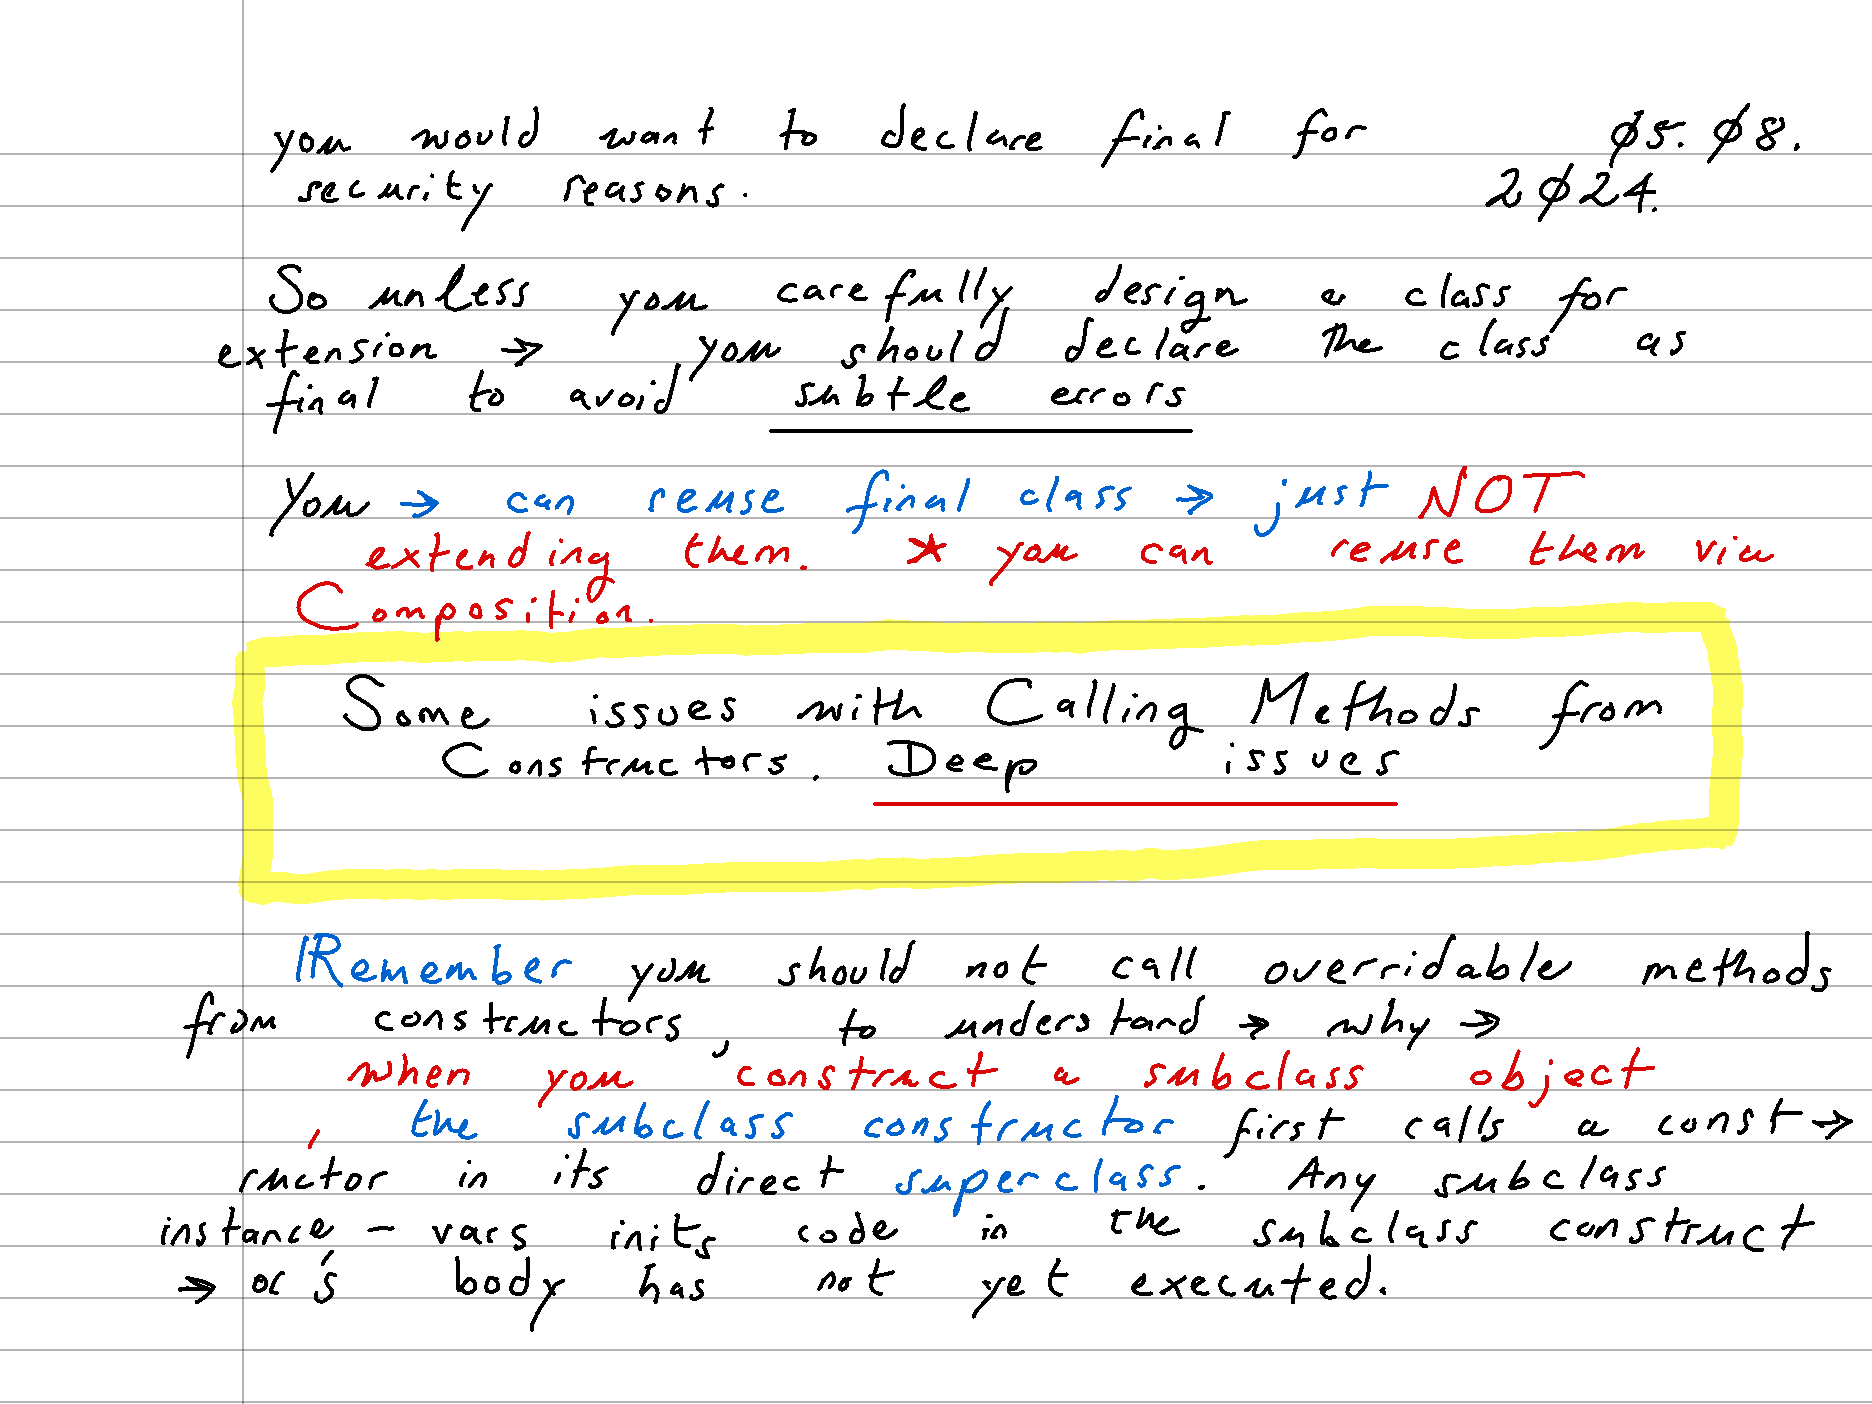 you would want to declare final for Ø5. Ø8.
security reasons. 2Ø24.
So unless you carefully design a class for
extension → you should declare the class as
final to avoid subtle errors
You → can reuse final class → just NOT
extending them. * you can reuse them via
Composition.
Some issues with Calling Methods from
Constructors. Deep issues
Remember you should not call overridable methods
from constructors, to understand → why →
when you construct a subclass object
, the subclass constructor first calls a const →
ructor in its direct superclass. Any subclass
instance - vars inits code in the subclass construct
→ or's body has not yet executed.